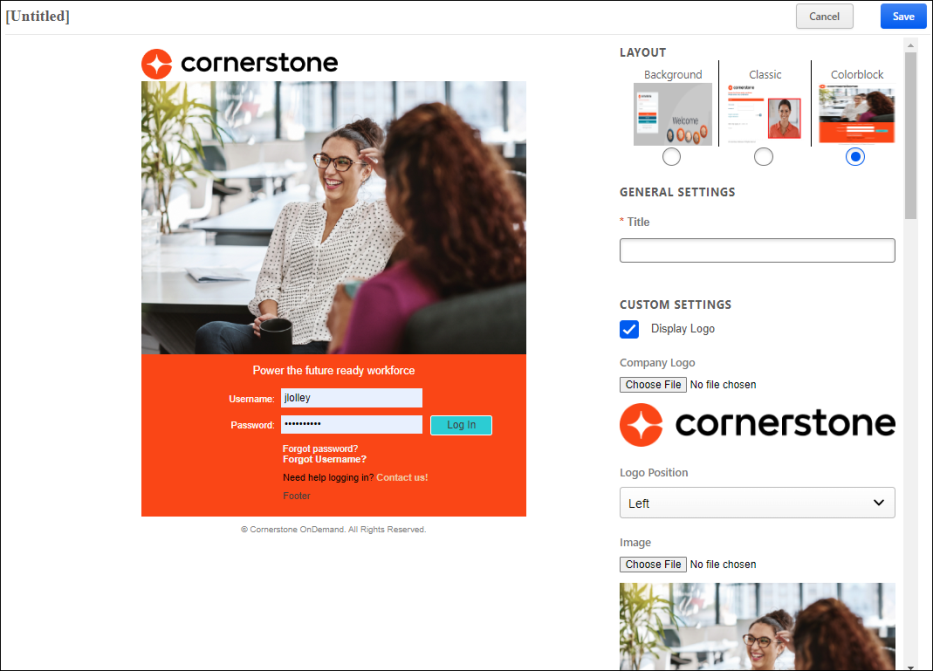 [Untitled]
Cancel
Save
cornerstone
Power the future ready workforce
Username: jlolley
Password: ••••••••••
Log In
Forgot password?
Forgot Username?
Need help logging in? Contact us!
Footer
© Cornerstone OnDemand. All Rights Reserved.
LAYOUT
Background
Classic
Colorblock
Welcome
cornerstone
GENERAL SETTINGS
* Title
CUSTOM SETTINGS
Display Logo
Company Logo
Choose File No file chosen
cornerstone
Logo Position
Left
Image
Choose File No file chosen